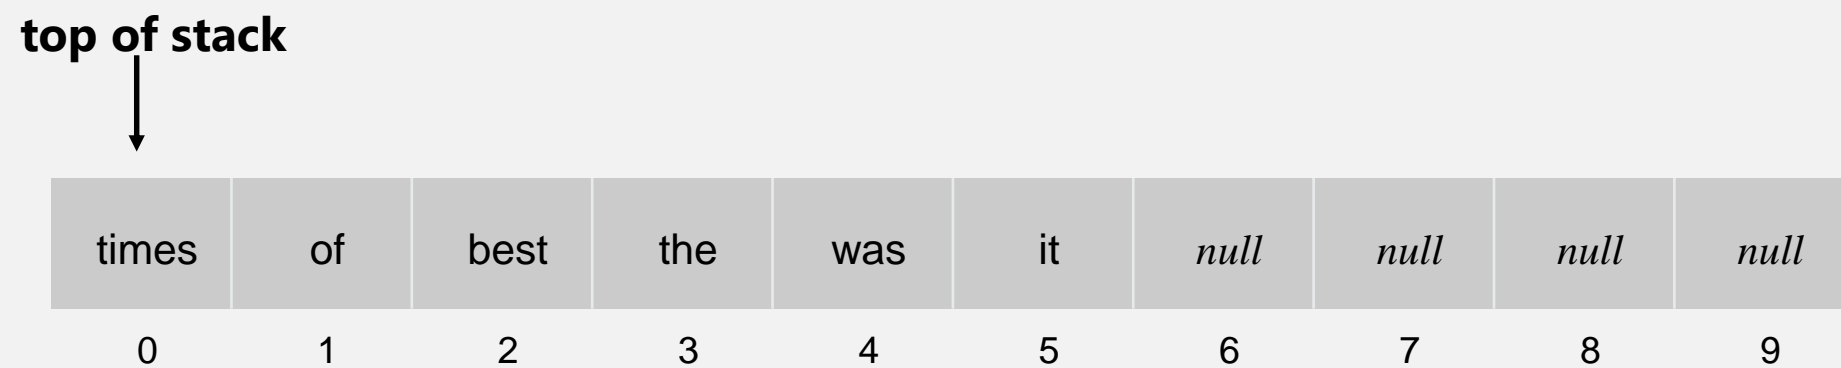 top of stack
times of best the was it null null null null
0 1 2 3 4 5 6 7 8 9